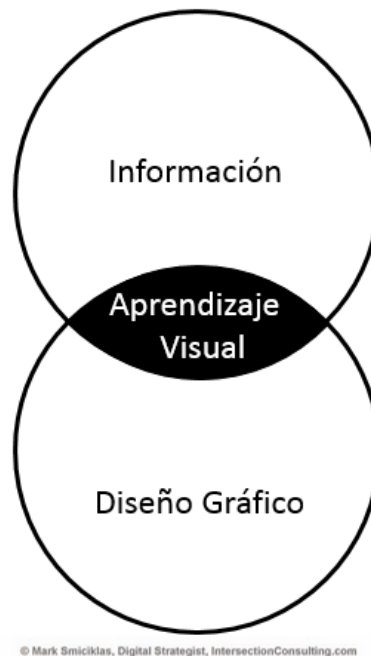 Información
Aprendizaje
Visual
Diseño Gráfico
© Mark Smiciklas, Digital Strategist, IntersectionConsulting.com